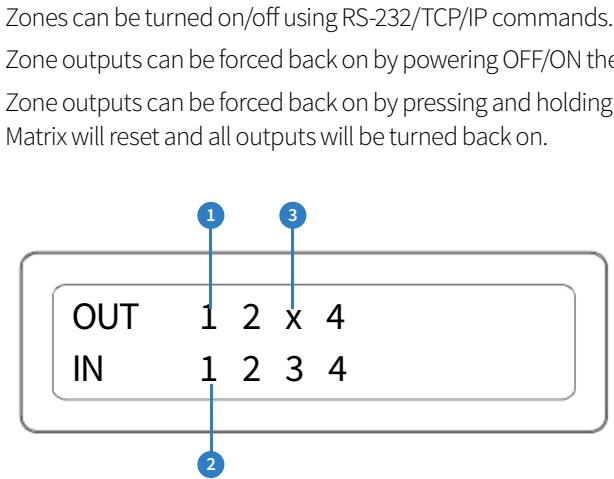 Zones can be turned on/off using RS-232/TCP/IP commands.
Zone outputs can be forced back on by powering OFF/ON the
Zone outputs can be forced back on by pressing and holding
Matrix will reset and all outputs will be turned back on.
1 3
OUT 1 2 x 4
IN 1 2 3 4
2